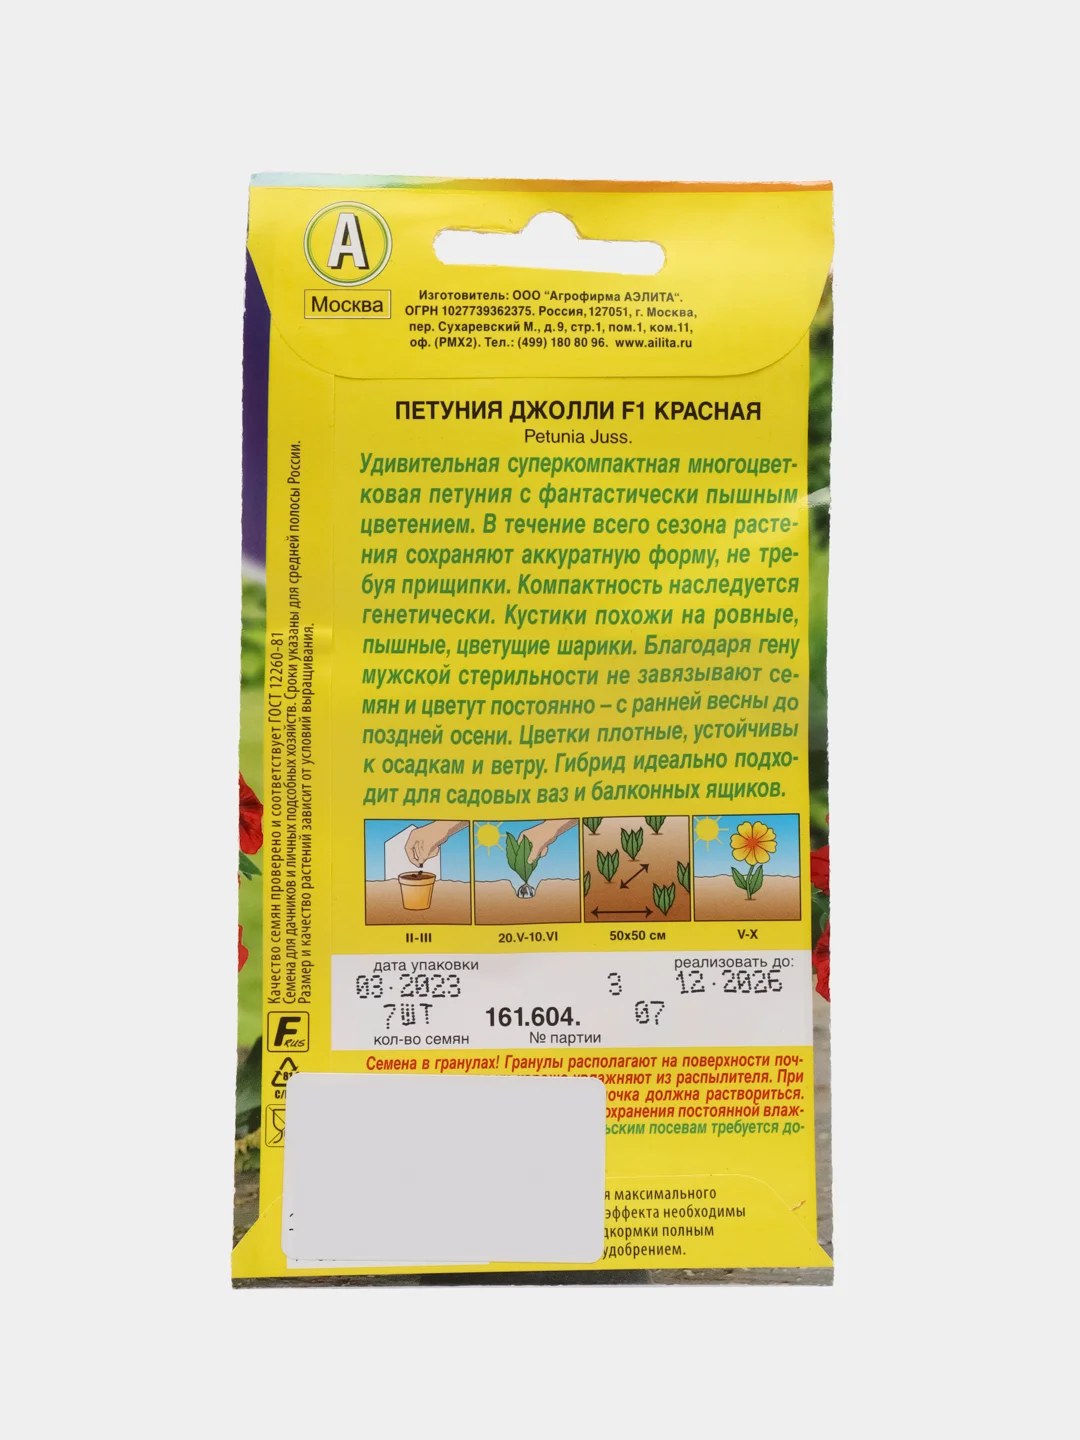 А
Москва
Изготовитель: ООО "Агрофирма АЭЛИТА".
ОГРН 1027739362375. Россия,127051, г. Москва,
пер. Сухаревский М., д.9, стр.1, пом.1, ком.11,
оф. (РМХ2). Тел.: (499) 180 80 96. www.ailita.ru
ПЕТУНИЯ ДЖОЛЛИ F1 КРАСНАЯ
Petunia Juss.
Удивительная суперкомпактная многоцвет-
ковая петуния с фантастически пышным
цветением. В течение всего сезона расте-
ния сохраняют аккуратную форму, не тре-
буя прищипки. Компактность наследуется
генетически. Кустики похожи на ровные,
пышные, цветущие шарики. Благодаря гену
мужской стерильности не завязывают се-
мян и цветут постоянно – с ранней весны до
поздней осени. Цветки плотные, устойчивы
к осадкам и ветру. Гибрид идеально подхо-
дит для садовых ваз и балконных ящиков.
II-III
20.V-10.VI
50х50 см
V-X
дата упаковки
реализовать до:
03·2023
3
12·2026
7ШТ
161.604.
07
кол-во семян
№ партии
Семена в гранулах! Гранулы располагают на поверхности поч-
увлажняют из распылителя. При
должна раствориться.
сохранения постоянной влаж-
посевам требуется до-
максимального
эффекта необходимы
подкормки полным
удобрением.
Качество семян проверено и соответствует ГОСТ 12260-81
Семена для дачников и личных подсобных хозяйств. Сроки указаны для средней полосы России.
Размер и качество растений зависит от условий выращивания.
F RUS
81